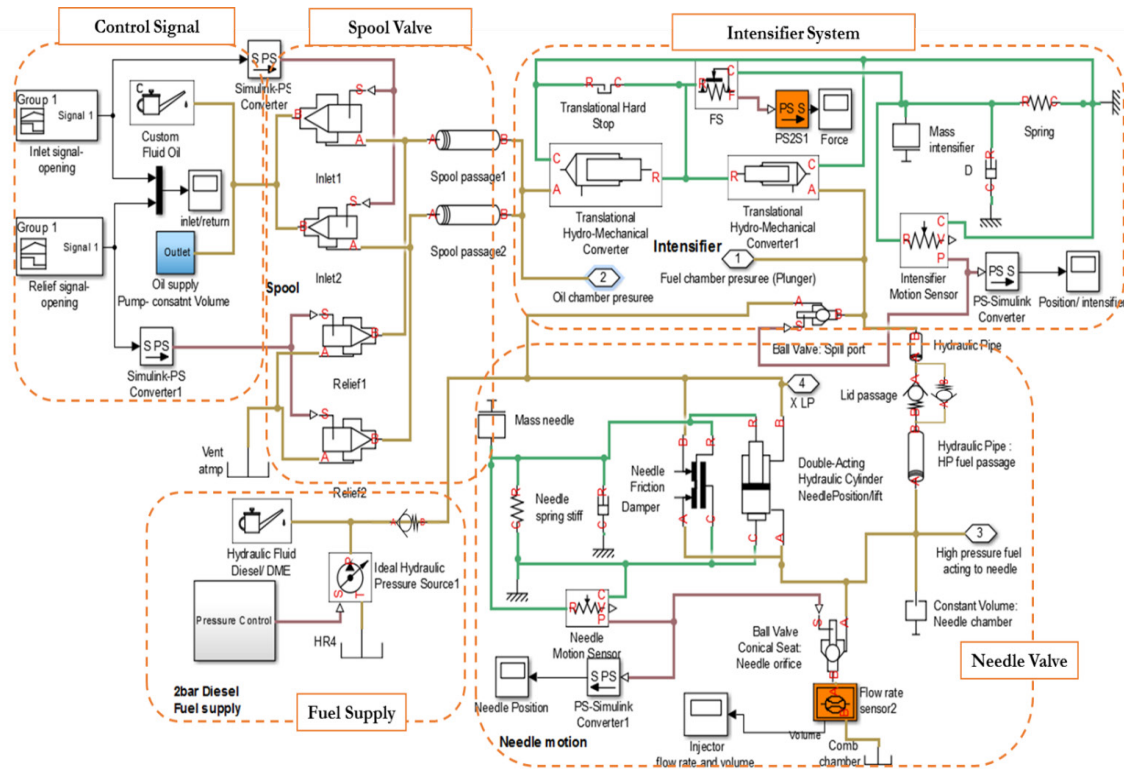 Control Signal
Spool Valve
Intensifier System
S PS
Simulink-PS
Converter
Group 1
Signal 1
Inlet signal-
opening
C
Custom
Fluid Oil
inlet/return
Group 1
Signal 1
Relief signal-
opening
Outlet
Oil supply
Pump- consatnt Volume
S PS
Simulink-PS
Converter1
S
B
A
Inlet1
S
B
A
Inlet2
Spool
S
B
A
Relief1
S
B
A
Relief2
Vent
atmp
A
B
Spool passage1
A
B
Spool passage2
R
C
Translational Hard
Stop
C
R
F
FS
PS S
PS2S1
Force
C
A
R
Translational
Hydro-Mechanical
Converter
R
C
A
Translational
Hydro-Mechanical
Converter1
Mass
intensifier
R
C
D
R
C
Spring
Intensifier
1
Fuel chamber presuree (Plunger)
2
Oil chamber presuree
R
C
V
P
Intensifier
Motion Sensor
PS S
PS-Simulink
Converter
Position/ intensifier
A
S
B
Ball Valve: Spill port
Hydraulic Pipe
Lid passage
A
B
B
A
B
A
Hydraulic Pipe :
HP fuel passage
4
X LP
Mass needle
R
C
Needle
spring stiff
R
C
Needle
Friction
Damper
B
R
A
C
R
B
C
A
Double-Acting
Hydraulic Cylinder
NeedlePosition/lift
3
High pressure fuel
acting to needle
Constant Volume:
Needle chamber
R
C
V
P
Needle
Motion Sensor
Needle Position
S PS
PS-Simulink
Converter1
Needle motion
S
A
B
Ball Valve
Conical Seat:
Needle orifice
A
B
Flow rate
sensor2
Volume
Injector
flow rate and volume
Comb
chamber
Needle Valve
Hydraulic Fluid
Diesel/ DME
A
B
P
S
T
Ideal Hydraulic
Pressure Source1
Pressure Control
HR4
2bar Diesel
Fuel supply
Fuel Supply